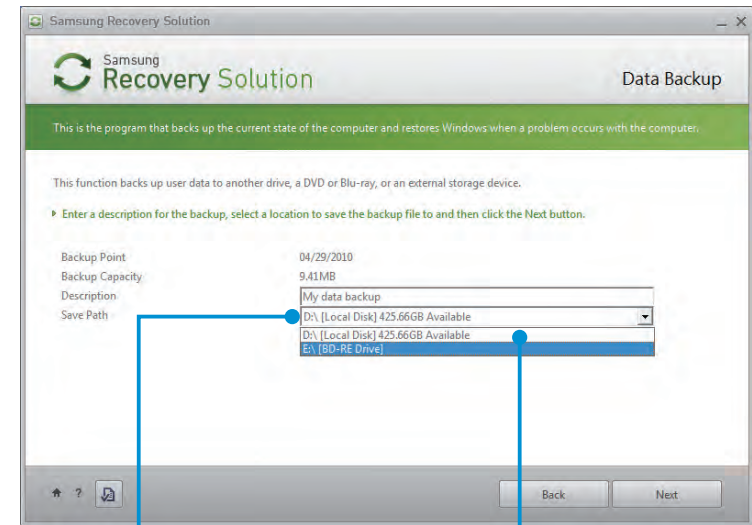 Samsung Recovery Solution
Samsung
Recovery Solution
Data Backup
This is the program that backs up the current state of the computer and restores Windows when a problem occurs with the computer.
This function backs up user data to another drive, a DVD or Blu-ray, or an external storage device.
Enter a description for the backup, select a location to save the backup file to and then click the Next button.
Backup Point 04/29/2010
Backup Capacity 9.41MB
Description My data backup
Save Path D:\ [Local Disk] 425.66GB Available
D:\ [Local Disk] 425.66GB Available
E:\ [BD-RE Drive]
? Back Next